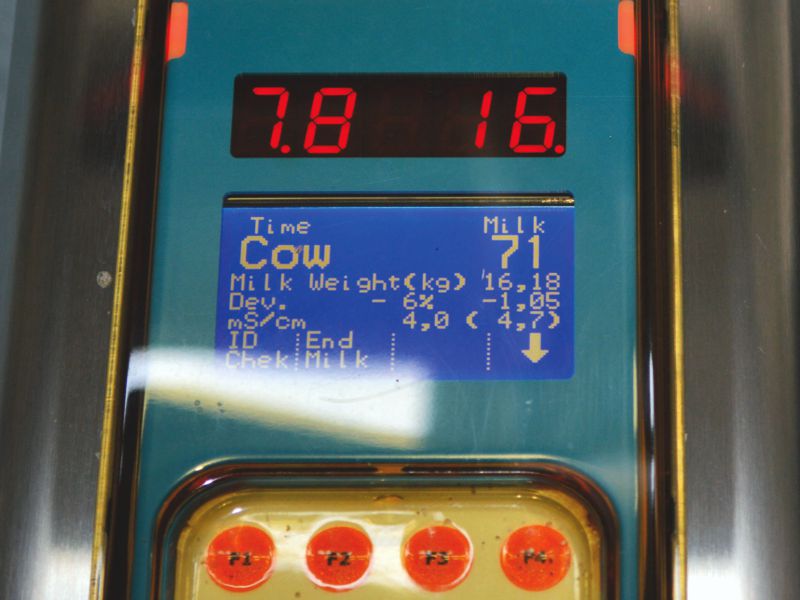 7.8 16.
Time Milk
Cow 71
Milk Weight(kg) 16,18
Dev. - 6% -1,05
mS/cm 4,0 ( 4,7)
ID End
Chek Milk
F1 F2 F3 F4